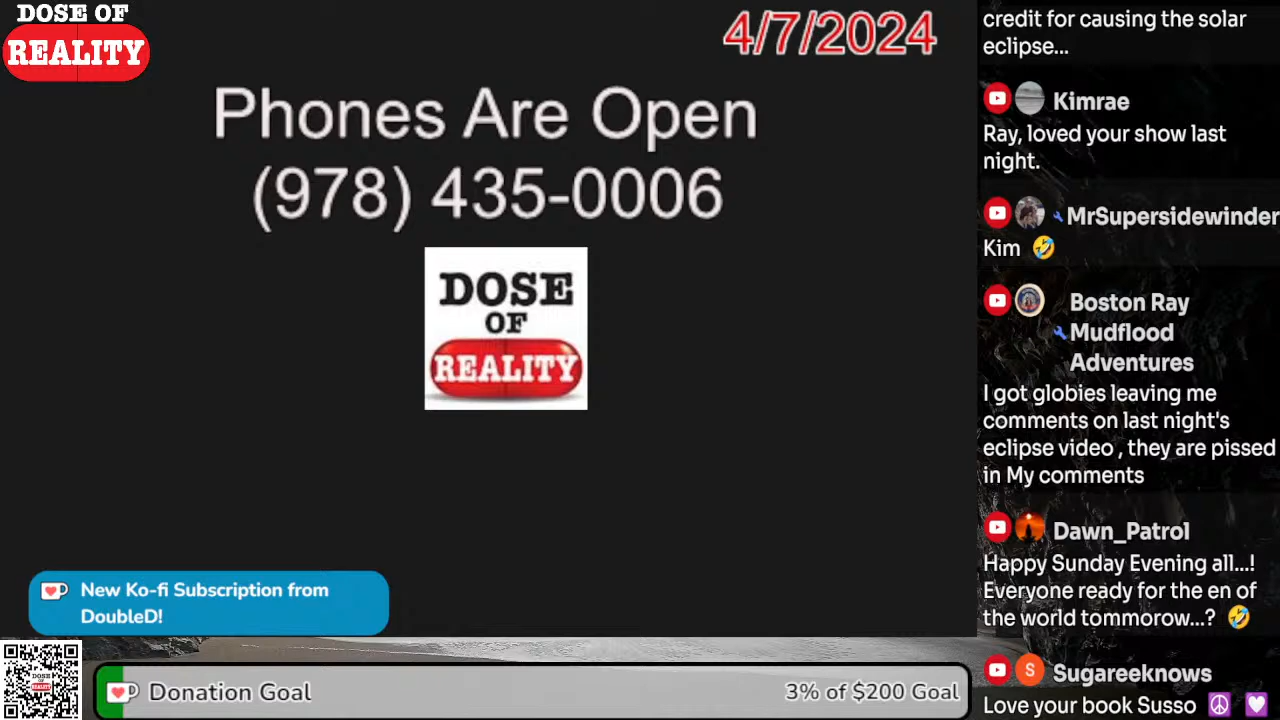 DOSE OF
REALITY
4/7/2024
Phones Are Open
(978) 435-0006
DOSE
OF
REALITY
New Ko-fi Subscription from
DoubleD!
DOSE
OF
REALITY
Donation Goal
3% of $200 Goal
credit for causing the solar
eclipse...
Kimrae
Ray, loved your show last
night.
MrSupersidewinder
Kim 🤣
Boston Ray
Mudflood
Adventures
I got globies leaving me
comments on last night's
eclipse video , they are pissed
in My comments
Dawn_Patrol
Happy Sunday Evening all...!
Everyone ready for the en of
the world tommorow...? 🤣
S
Sugareeknows
Love your book Susso ☮️ 💟